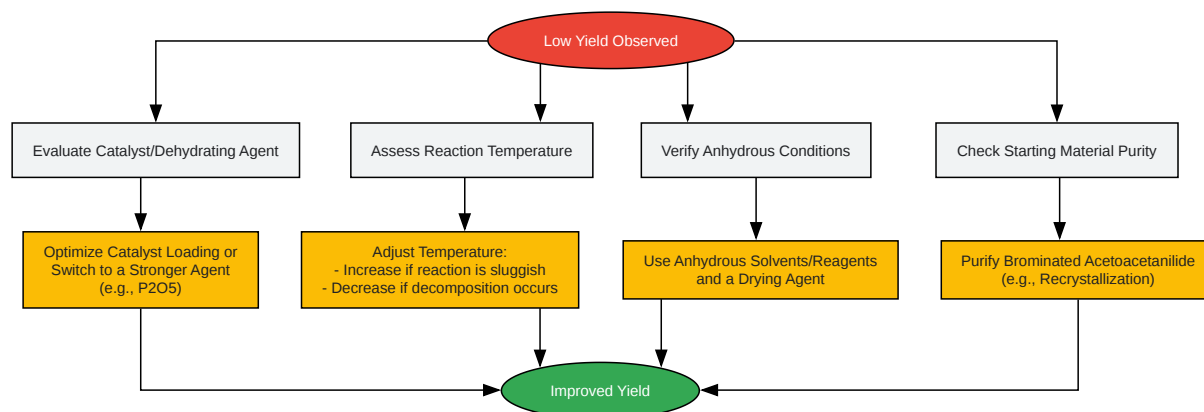 Low Yield Observed
Evaluate Catalyst/Dehydrating Agent
Assess Reaction Temperature
Verify Anhydrous Conditions
Check Starting Material Purity
Optimize Catalyst Loading or
Switch to a Stronger Agent
(e.g., P2O5)
Adjust Temperature:
- Increase if reaction is sluggish
- Decrease if decomposition occurs
Use Anhydrous Solvents/Reagents
and a Drying Agent
Purify Brominated Acetoacetanilide
(e.g., Recrystallization)
Improved Yield